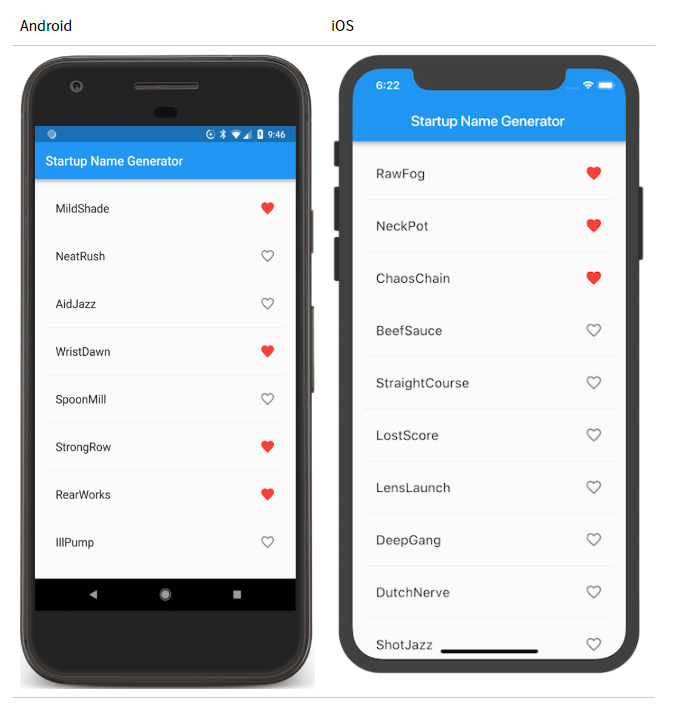 Android
iOS
9:46
Startup Name Generator
MildShade
NeatRush
AidJazz
WristDawn
SpoonMill
StrongRow
RearWorks
IllPump
6:22
Startup Name Generator
RawFog
NeckPot
ChaosChain
BeefSauce
StraightCourse
LostScore
LensLaunch
DeepGang
DutchNerve
ShotJazz